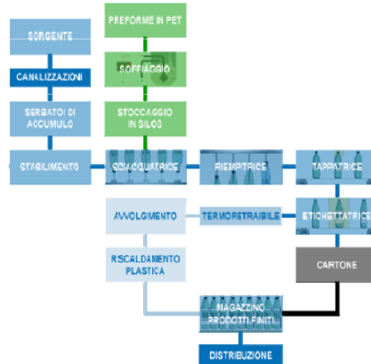 PREFORME IN PET
SORGENTE
SOFFIAGGIO
CANALIZZAZIONI
SERBATOI DI
ACCUMULO
STOCCAGGIO
IN SILOS
STABILIMENTO
SCIACQUATRICE
RIEMPITRICE
TAPPATRICE
AVVOLGIMENTO
TERMORETRAIBILE
ETICHETTATRICE
RISCALDAMENTO
PLASTICA
CARTONE
MAGAZZINO
PRODOTTI FINITI
DISTRIBUZIONE